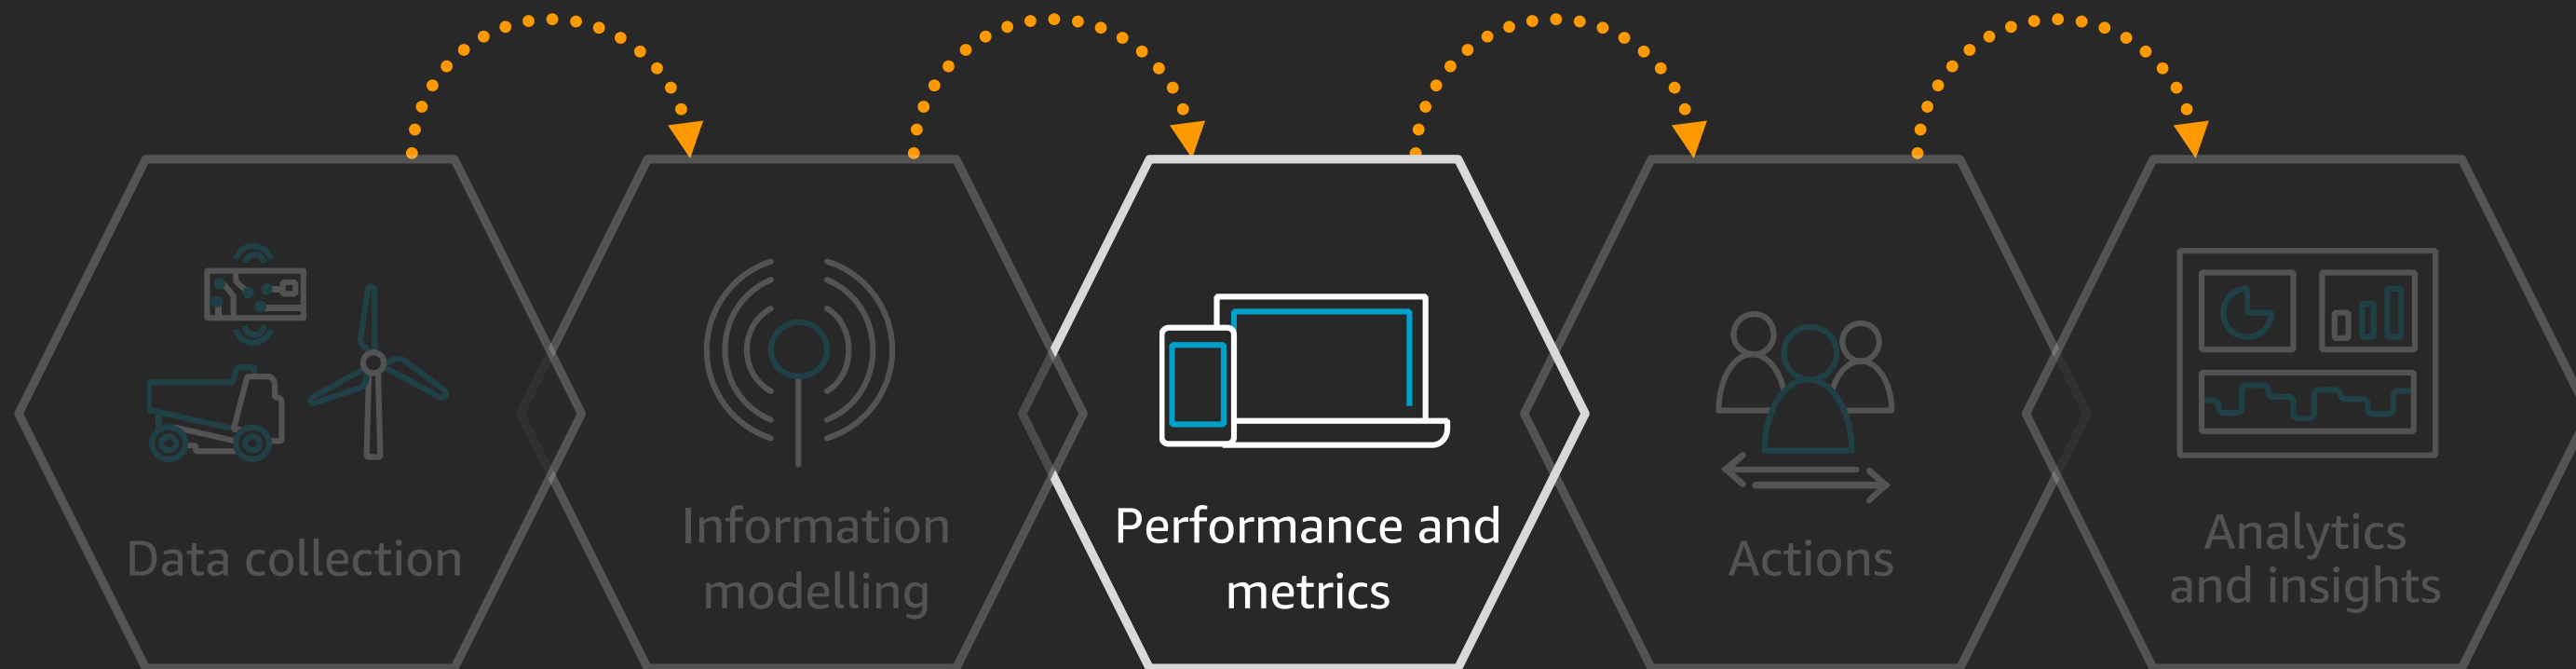 Data collection
Information
modelling
Performance and
metrics
Actions
Analytics
and insights